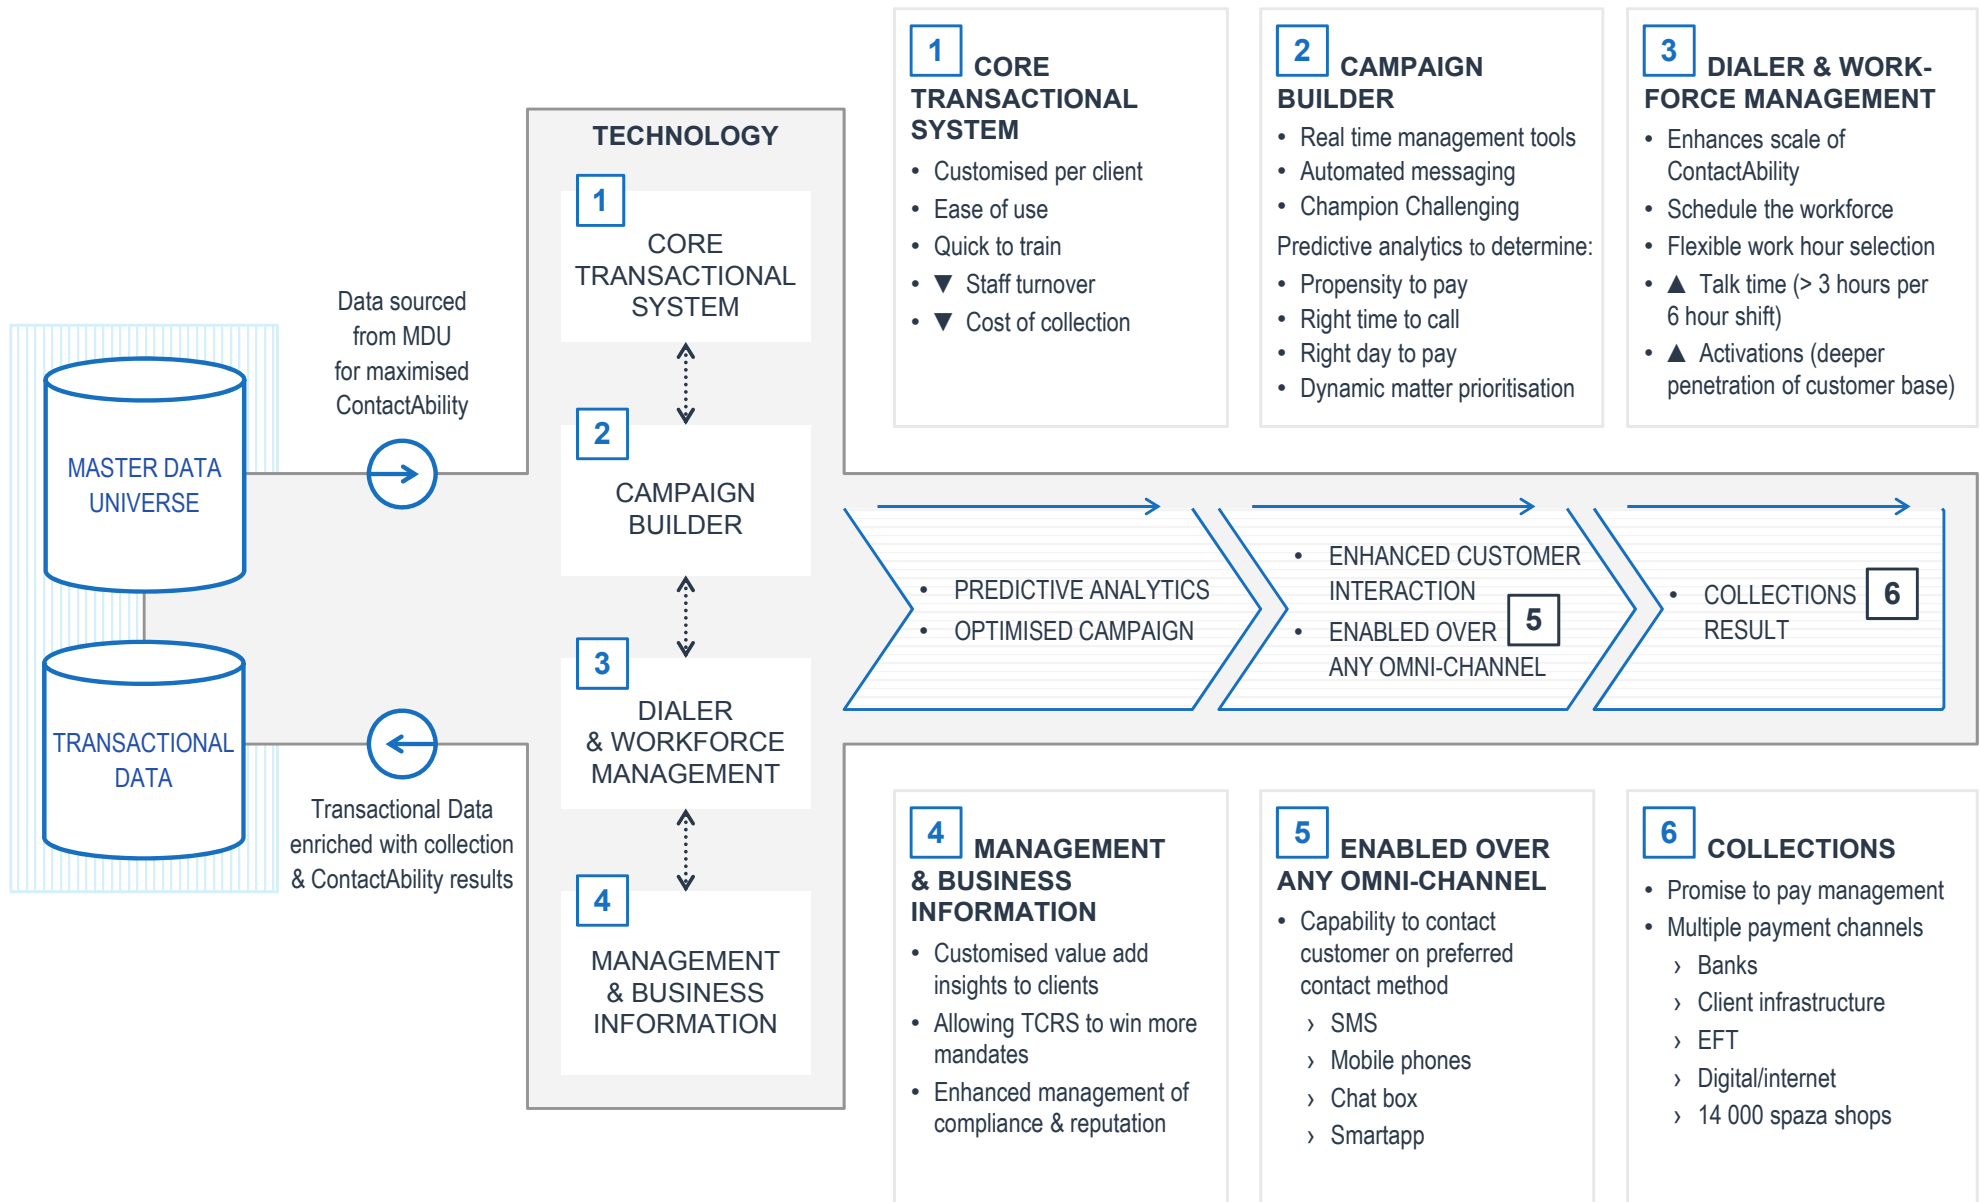 MASTER DATA
UNIVERSE
TRANSACTIONAL
DATA
Data sourced
from MDU
for maximised
ContactAbility
Transactional Data
enriched with collection
& ContactAbility results
TECHNOLOGY
1
CORE
TRANSACTIONAL
SYSTEM
2
CAMPAIGN
BUILDER
3
DIALER
& WORKFORCE
MANAGEMENT
4
MANAGEMENT
& BUSINESS
INFORMATION
1 CORE
TRANSACTIONAL
SYSTEM
• Customised per client
• Ease of use
• Quick to train
• ▼ Staff turnover
• ▼ Cost of collection
2 CAMPAIGN
BUILDER
• Real time management tools
• Automated messaging
• Champion Challenging
Predictive analytics to determine:
• Propensity to pay
• Right time to call
• Right day to pay
• Dynamic matter prioritisation
3 DIALER & WORK-
FORCE MANAGEMENT
• Enhances scale of
ContactAbility
• Schedule the workforce
• Flexible work hour selection
• ▲ Talk time (> 3 hours per
6 hour shift)
• ▲ Activations (deeper
penetration of customer base)
• PREDICTIVE ANALYTICS
• OPTIMISED CAMPAIGN
• ENHANCED CUSTOMER
INTERACTION
• ENABLED OVER 5
ANY OMNI-CHANNEL
• COLLECTIONS 6
RESULT
4 MANAGEMENT
& BUSINESS
INFORMATION
• Customised value add
insights to clients
• Allowing TCRS to win more
mandates
• Enhanced management of
compliance & reputation
5 ENABLED OVER
ANY OMNI-CHANNEL
• Capability to contact
customer on preferred
contact method
› SMS
› Mobile phones
› Chat box
› Smartapp
6 COLLECTIONS
• Promise to pay management
• Multiple payment channels
› Banks
› Client infrastructure
› EFT
› Digital/internet
› 14 000 spaza shops